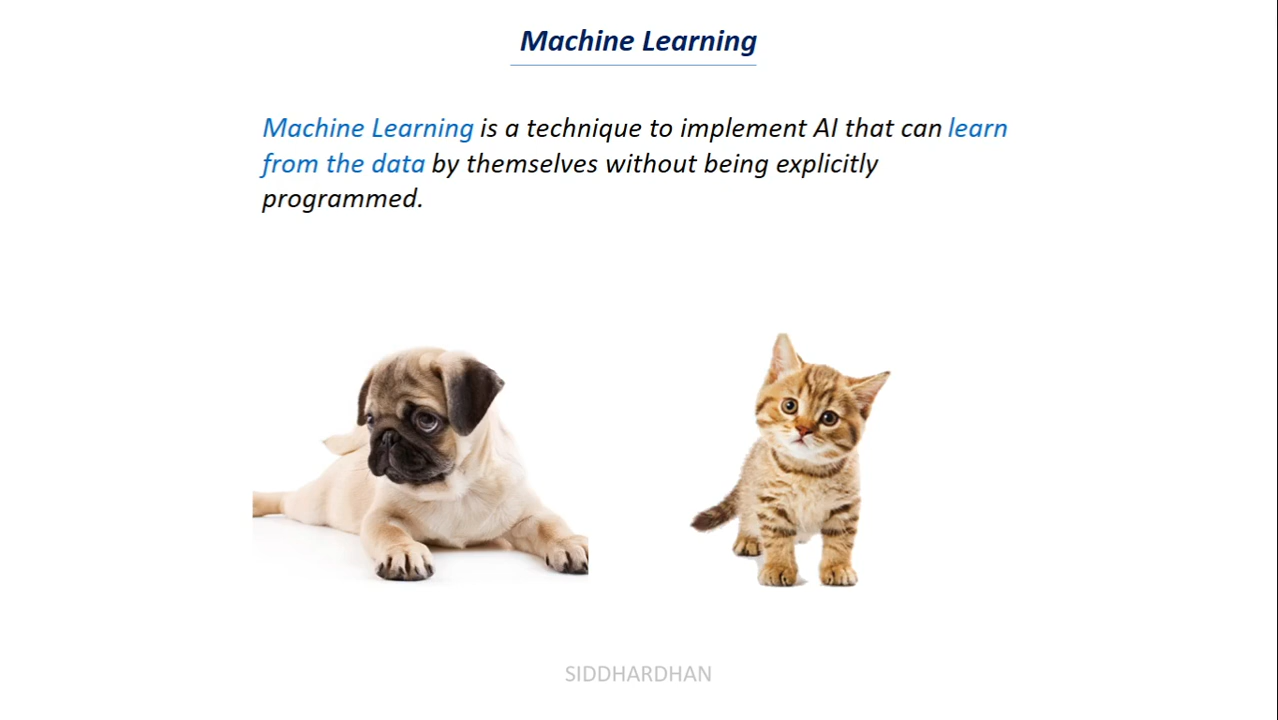 Machine Learning
Machine Learning is a technique to implement AI that can learn
from the data by themselves without being explicitly
programmed.
SIDDHARDHAN